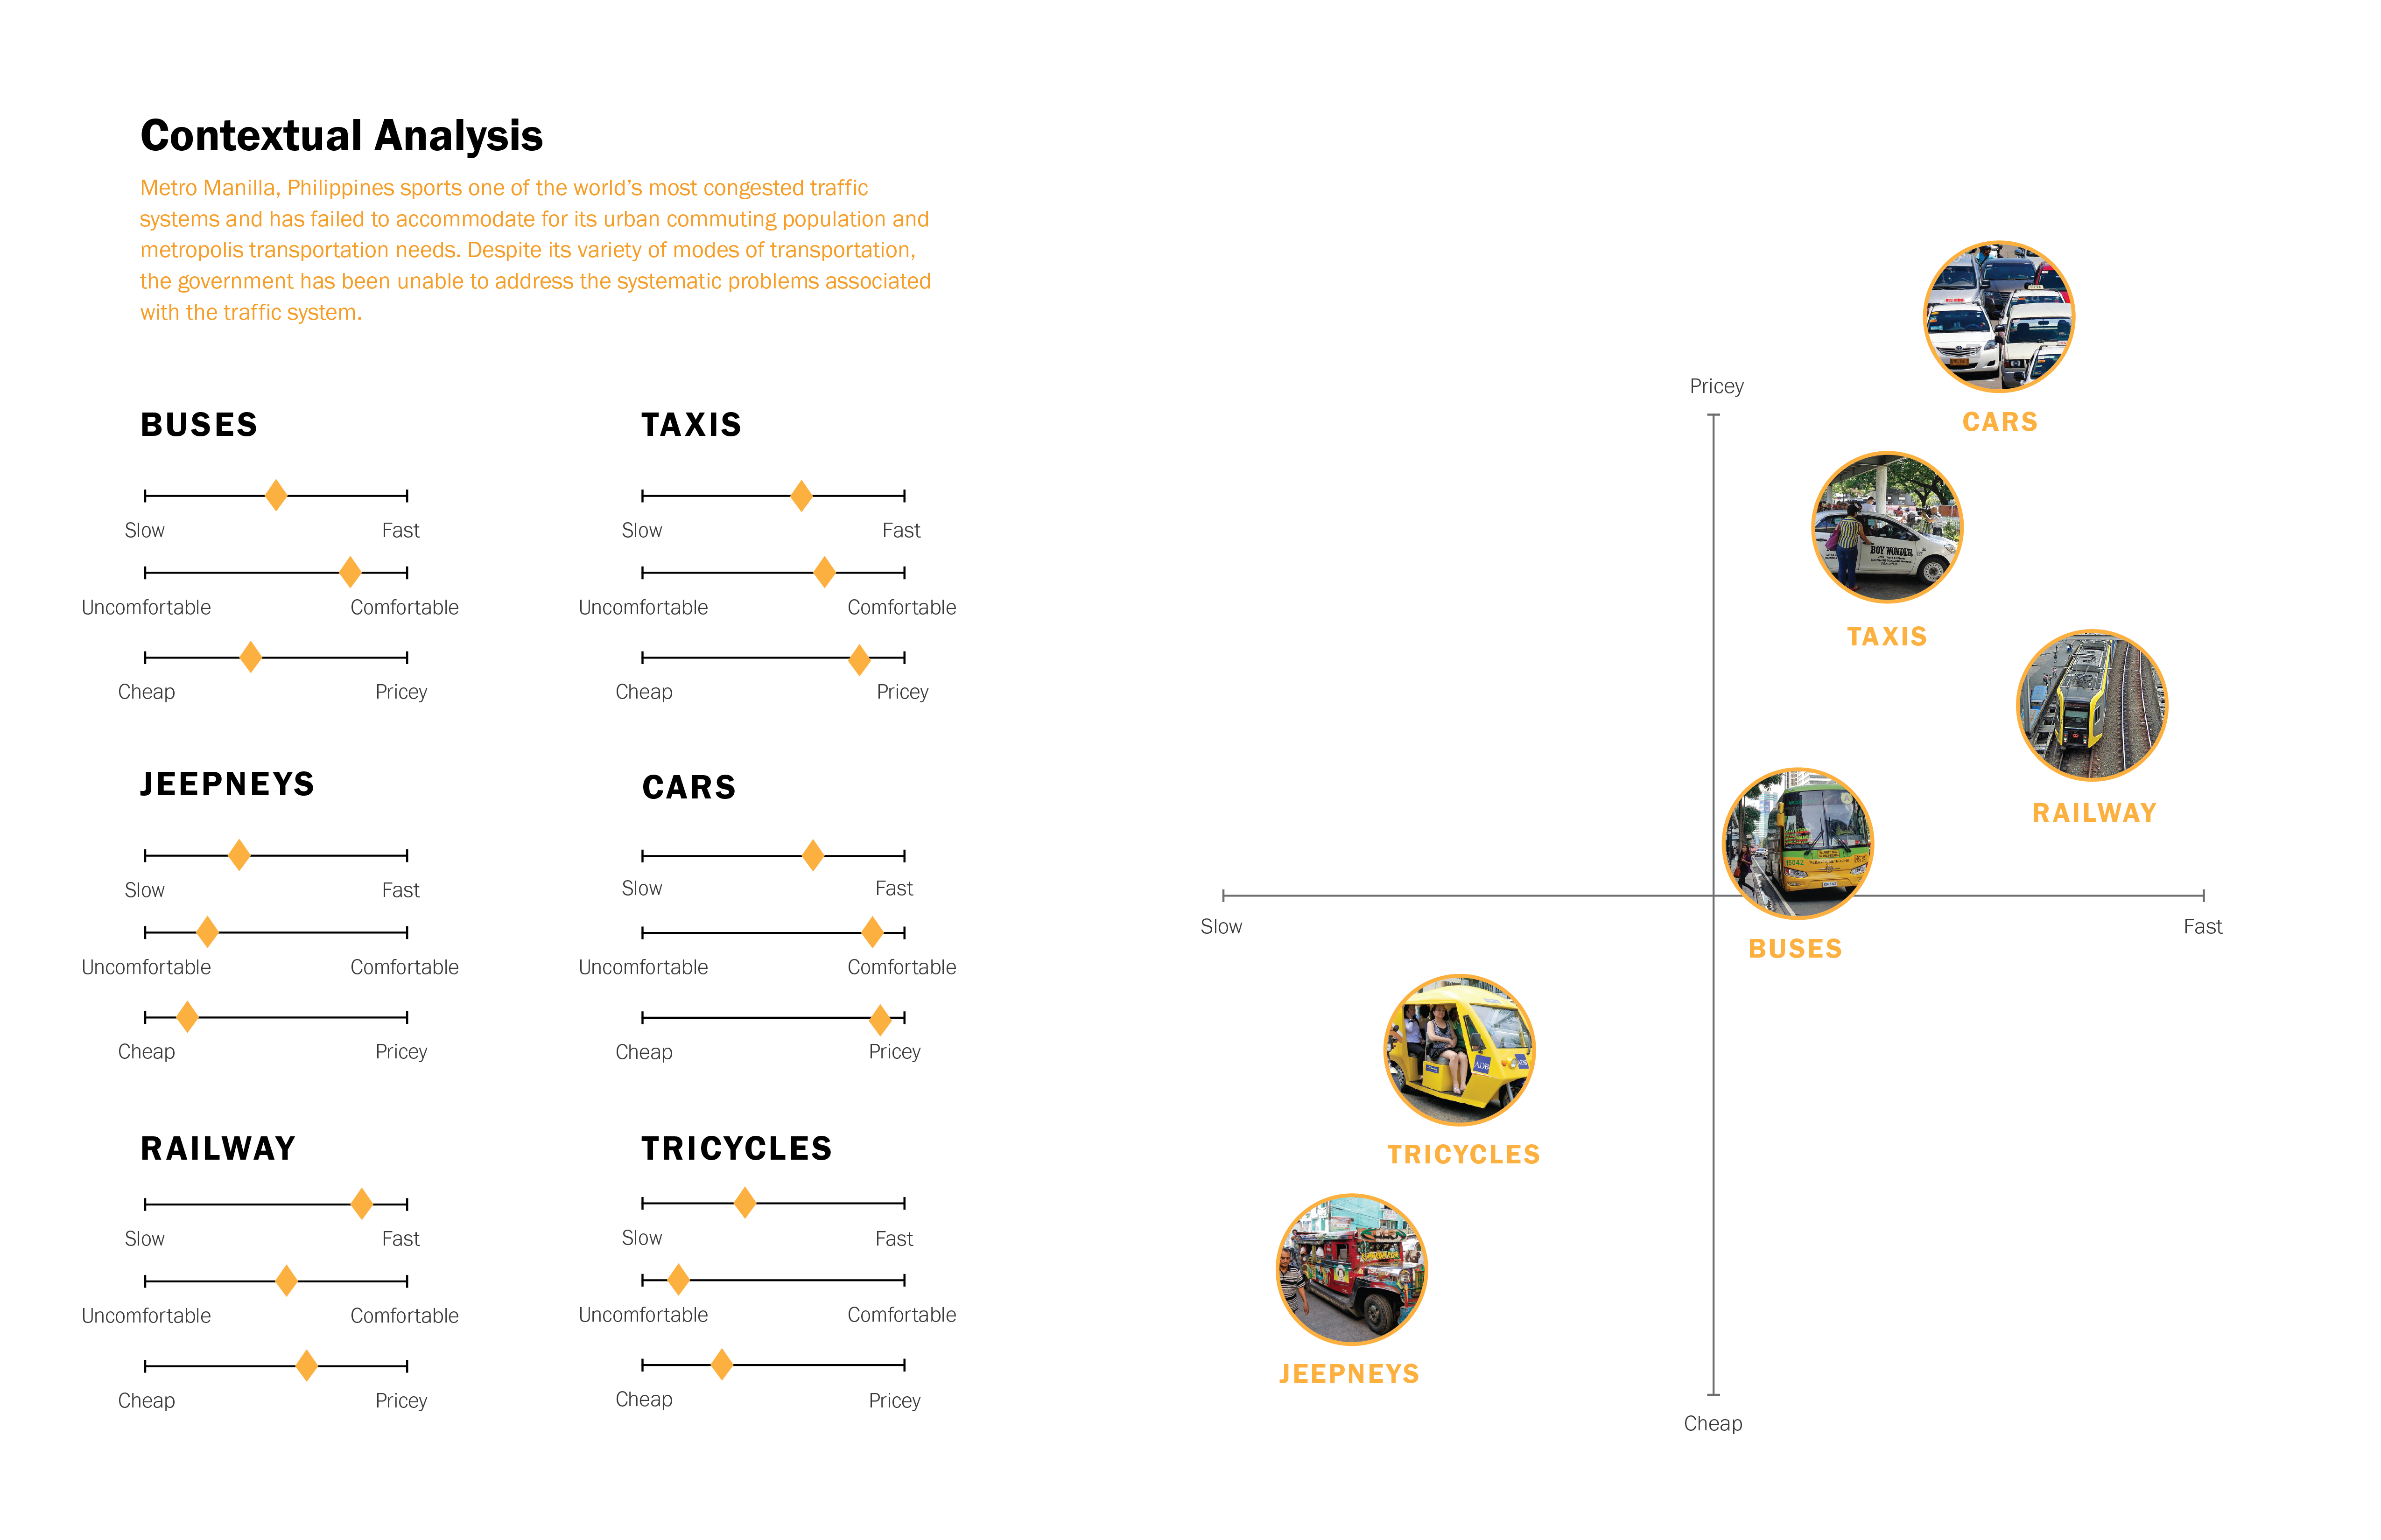 Contextual Analysis
Metro Manilla, Philippines sports one of the world's most congested traffic
systems and has failed to accommodate for its urban commuting population and
metropolis transportation needs. Despite its variety of modes of transportation,
the government has been unable to address the systematic problems associated
with the traffic system.
BUSES
Slow Fast
Uncomfortable Comfortable
Cheap Pricey
TAXIS
Slow Fast
Uncomfortable Comfortable
Cheap Pricey
JEEPNEYS
Slow Fast
Uncomfortable Comfortable
Cheap Pricey
CARS
Slow Fast
Uncomfortable Comfortable
Cheap Pricey
RAILWAY
Slow Fast
Uncomfortable Comfortable
Cheap Pricey
TRICYCLES
Slow Fast
Uncomfortable Comfortable
Cheap Pricey
Pricey
CARS
BOY WONDER
TAXIS
RAILWAY
15042
Slow
Fast
BUSES
ADB
TRICYCLES
JEEPNEYS
Cheap